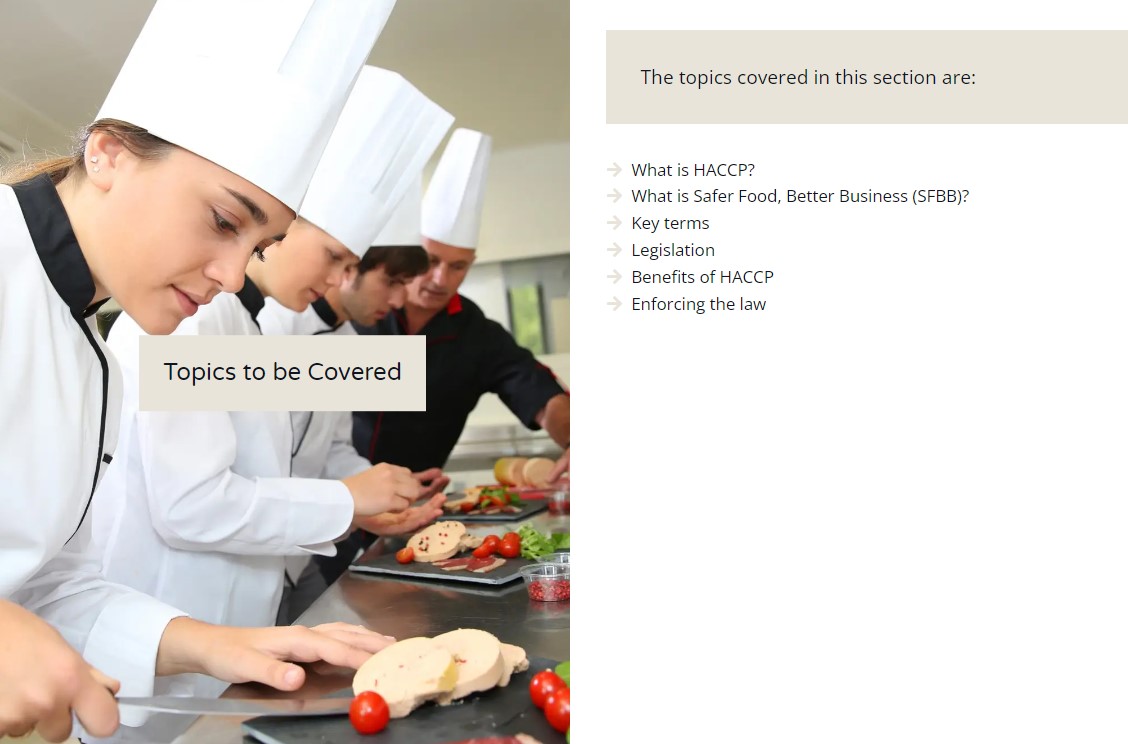 Topics to be Covered
The topics covered in this section are:
What is HACCP?
What is Safer Food, Better Business (SFBB)?
Key terms
Legislation
Benefits of HACCP
Enforcing the law